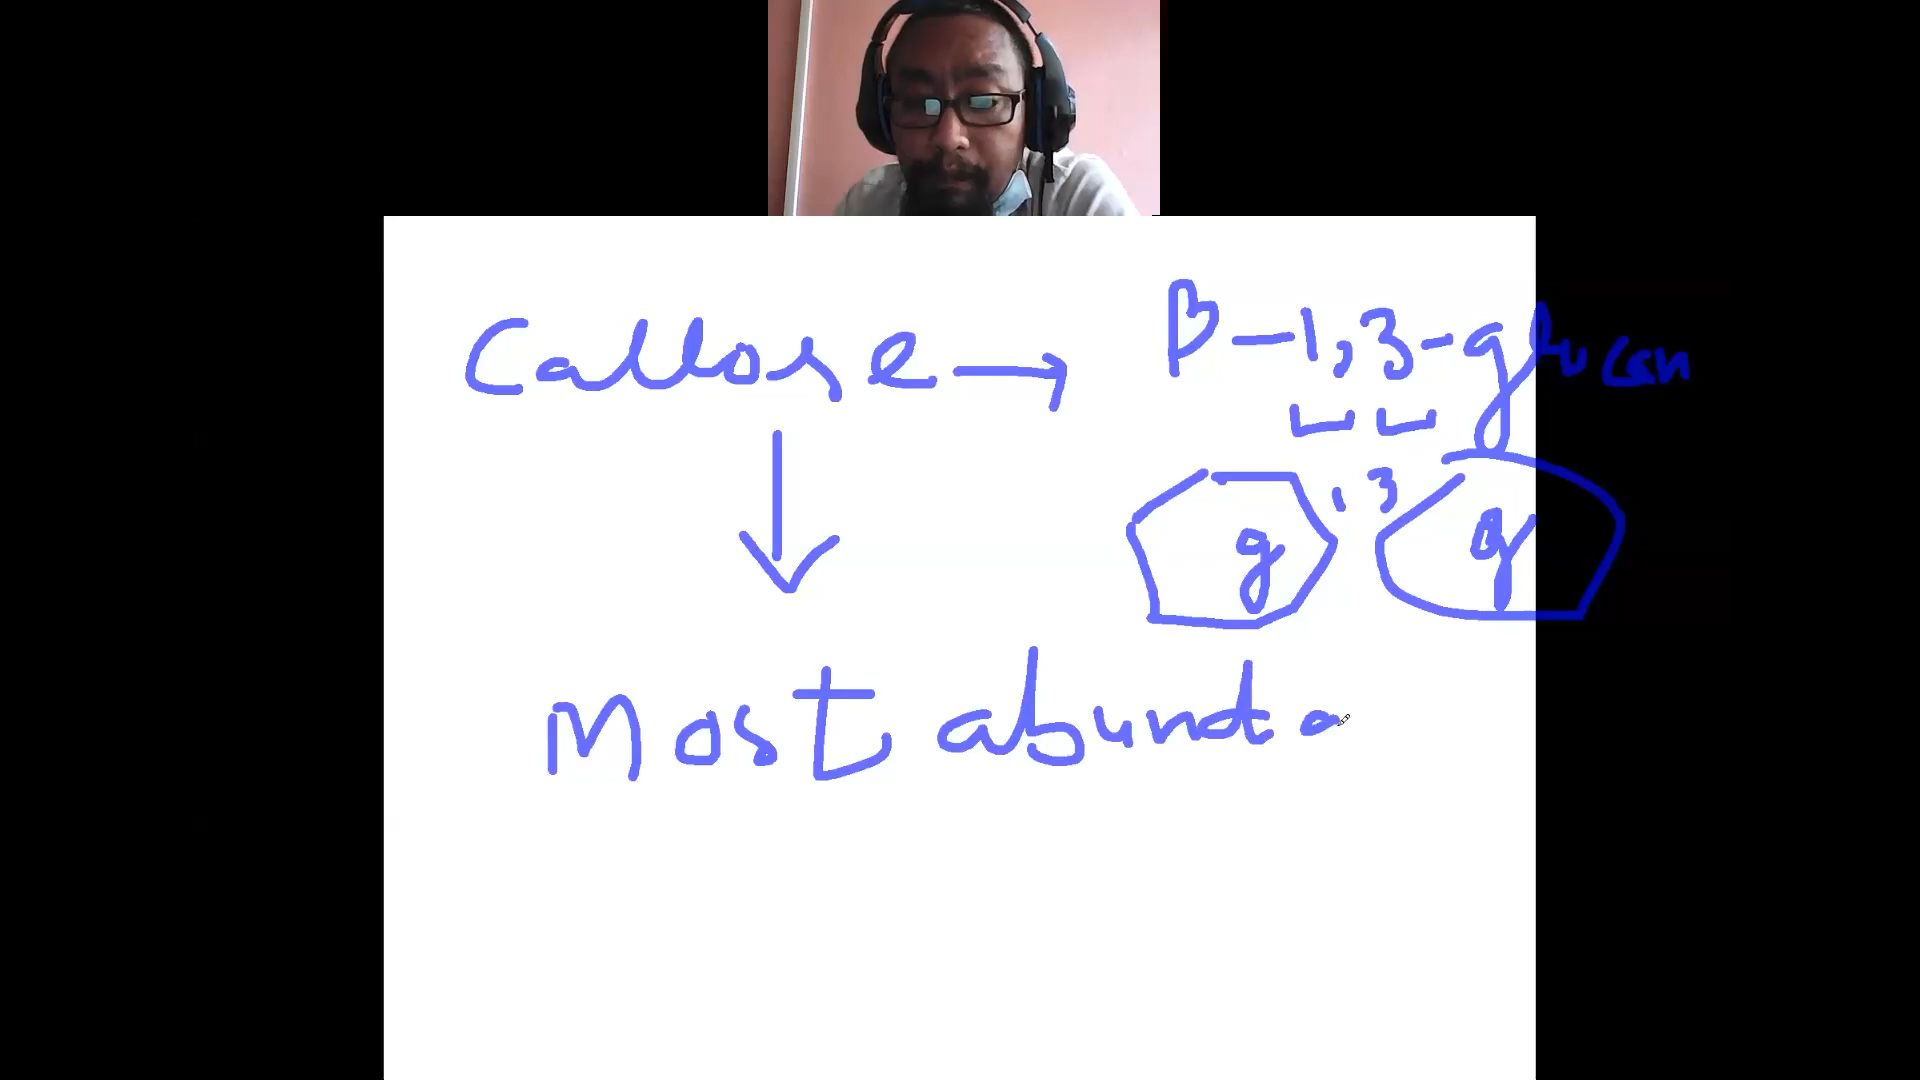 Callose → β-1,3-glucan
1 3
g g
Most abunda